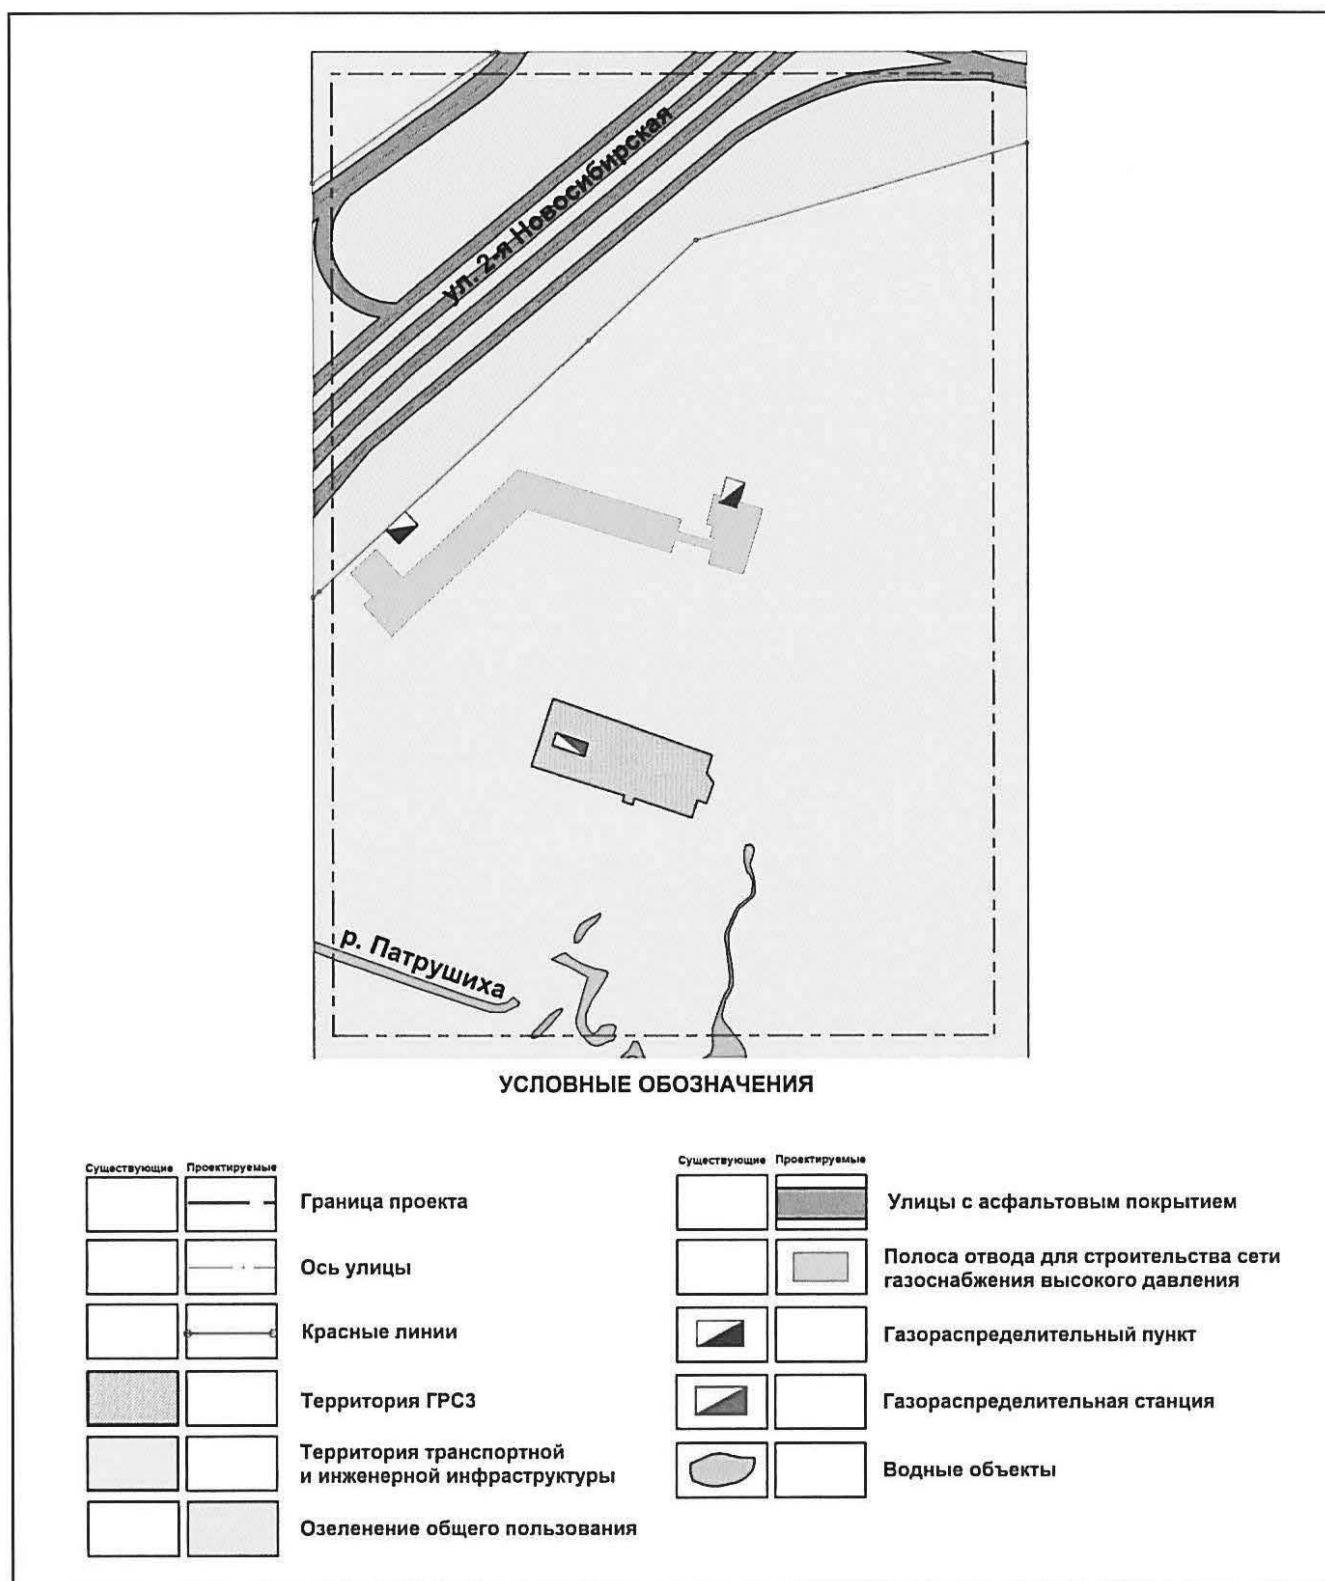 ул. 2-я Новосибирская
р. Патрушиха
УСЛОВНЫЕ ОБОЗНАЧЕНИЯ
Существующие Проектируемые
Граница проекта
Ось улицы
Красные линии
Территория ГРС3
Территория транспортной
и инженерной инфраструктуры
Озеленение общего пользования
Существующие Проектируемые
Улицы с асфальтовым покрытием
Полоса отвода для строительства сети
газоснабжения высокого давления
Газораспределительный пункт
Газораспределительная станция
Водные объекты